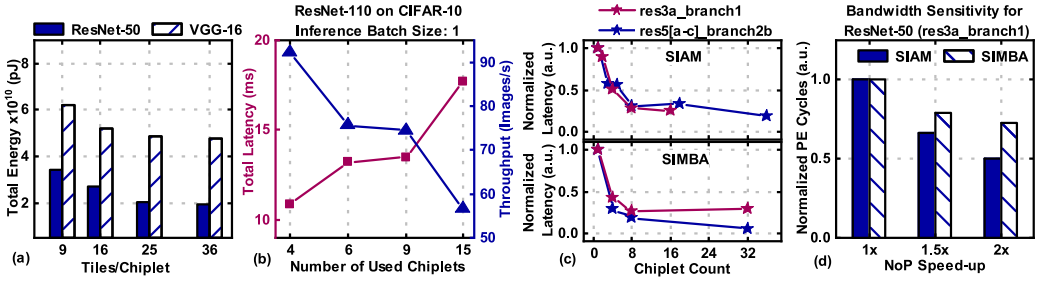 ResNet-50 VGG-16
Total Energy x10^10 (pJ)
8
6
4
2
9 16 25 36
Tiles/Chiplet
(a)
ResNet-110 on CIFAR-10
Inference Batch Size: 1
Total Latency (ms)
20
16
13
10
Throughput (Images/s)
90
80
70
60
50
4 6 9 15
Number of Used Chiplets
(b)
res3a_branch1
res5[a-c]_branch2b
Normalized
Latency (a.u.)
1.0
0.5
0.0
SIAM
Normalized
Latency (a.u.)
1.0
0.5
0.0
SIMBA
0 8 16 24 32
Chiplet Count
(c)
Bandwidth Sensitivity for
ResNet-50 (res3a_branch1)
SIAM SIMBA
Normalized PE Cycles (a.u.)
1.0
0.5
0.0
1x 1.5x 2x
NoP Speed-up
(d)